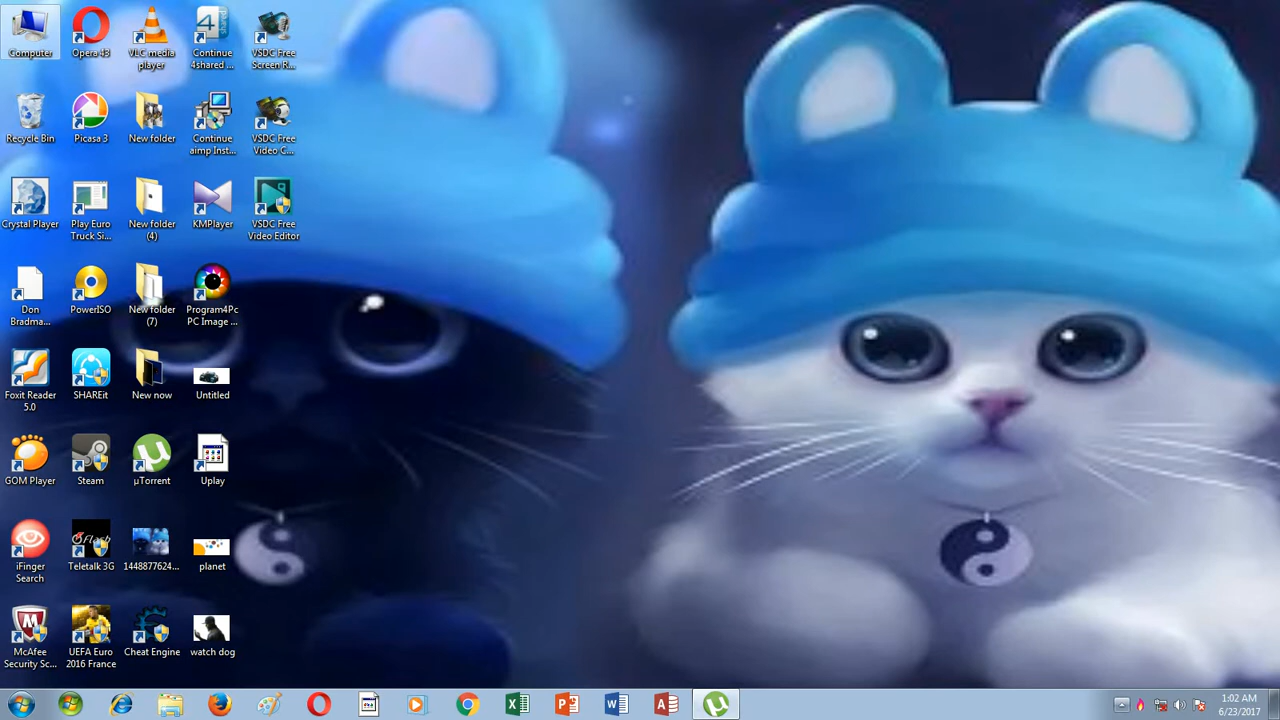 Computer
Opera 43
VLC media
player
Continue
4shared ...
VSDC Free
Screen R...
Recycle Bin
Picasa 3
New folder
Continue
aimp Inst...
VSDC Free
Video C...
Crystal Player
Play Euro
Truck Si...
New folder
(4)
KMPlayer
VSDC Free
Video Editor
Don
Bradma...
PowerISO
New folder
(7)
Program4Pc
PC Image ...
Foxit Reader
5.0
SHAREit
New now
Untitled
GOM Player
Steam
µTorrent
Uplay
iFinger
Search
Teletalk 3G
1448877624...
planet
McAfee
Security Sc...
UEFA Euro
2016 France
Cheat Engine
watch dog
1:02 AM
6/23/2017